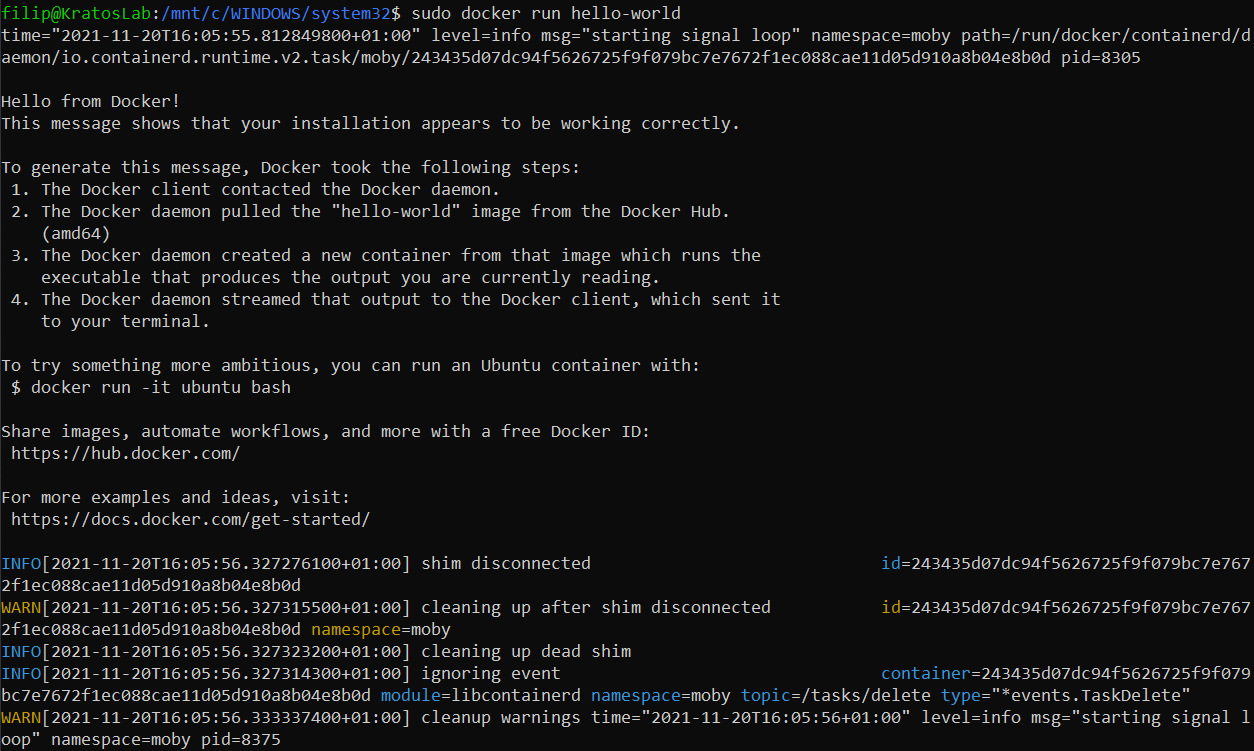 filip@KratosLab:/mnt/c/WINDOWS/system32$ sudo docker run hello-world
time="2021-11-20T16:05:55.812849800+01:00" level=info msg="starting signal loop" namespace=moby path=/run/docker/containerd/d
aemon/io.containerd.runtime.v2.task/moby/243435d07dc94f5626725f9f079bc7e7672f1ec088cae11d05d910a8b04e8b0d pid=8305

Hello from Docker!
This message shows that your installation appears to be working correctly.

To generate this message, Docker took the following steps:
 1. The Docker client contacted the Docker daemon.
 2. The Docker daemon pulled the "hello-world" image from the Docker Hub.
    (amd64)
 3. The Docker daemon created a new container from that image which runs the
    executable that produces the output you are currently reading.
 4. The Docker daemon streamed that output to the Docker client, which sent it
    to your terminal.

To try something more ambitious, you can run an Ubuntu container with:
 $ docker run -it ubuntu bash

Share images, automate workflows, and more with a free Docker ID:
 https://hub.docker.com/

For more examples and ideas, visit:
 https://docs.docker.com/get-started/

INFO[2021-11-20T16:05:56.327276100+01:00] shim disconnected                             id=243435d07dc94f5626725f9f079bc7e767
2f1ec088cae11d05d910a8b04e8b0d
WARN[2021-11-20T16:05:56.327315500+01:00] cleaning up after shim disconnected           id=243435d07dc94f5626725f9f079bc7e767
2f1ec088cae11d05d910a8b04e8b0d namespace=moby
INFO[2021-11-20T16:05:56.327323200+01:00] cleaning up dead shim
INFO[2021-11-20T16:05:56.327314300+01:00] ignoring event                                container=243435d07dc94f5626725f9f079
bc7e7672f1ec088cae11d05d910a8b04e8b0d module=libcontainerd namespace=moby topic=/tasks/delete type="*events.TaskDelete"
WARN[2021-11-20T16:05:56.333337400+01:00] cleanup warnings time="2021-11-20T16:05:56+01:00" level=info msg="starting signal l
oop" namespace=moby pid=8375